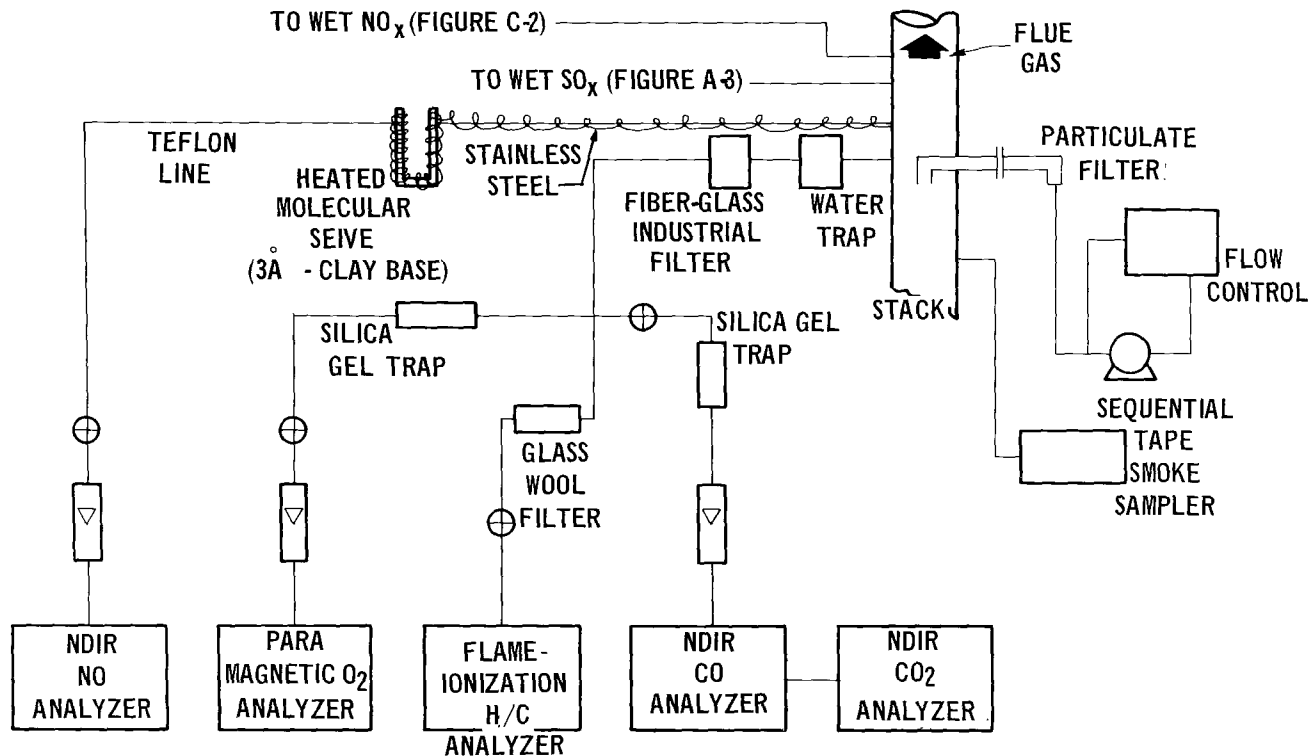 TO WET NOx (FIGURE C-2)
FLUE
GAS
TO WET SOx (FIGURE A-3)
TEFLON
LINE
STAINLESS
STEEL
PARTICULATE
FILTER
HEATED
MOLECULAR
SEIVE
(3Å - CLAY BASE)
FIBER-GLASS
INDUSTRIAL
FILTER
WATER
TRAP
FLOW
CONTROL
STACK
SILICA
GEL TRAP
SILICA GEL
TRAP
SEQUENTIAL
TAPE
SMOKE
SAMPLER
GLASS
WOOL
FILTER
NDIR
NO
ANALYZER
PARA
MAGNETIC O2
ANALYZER
FLAME-
IONIZATION
H/C
ANALYZER
NDIR
CO
ANALYZER
NDIR
CO2
ANALYZER